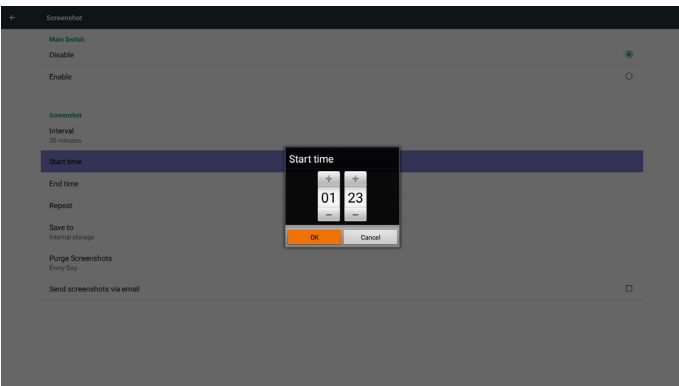 Screenshot
Main Switch
Disable
Enable
Screenshot
Interval
30 minutes
Start time
End time
Repeat
Save to
Internal storage
Purge Screenshots
Every Day
Send screenshots via email
Start time
+ +
01 23
- -
OK Cancel